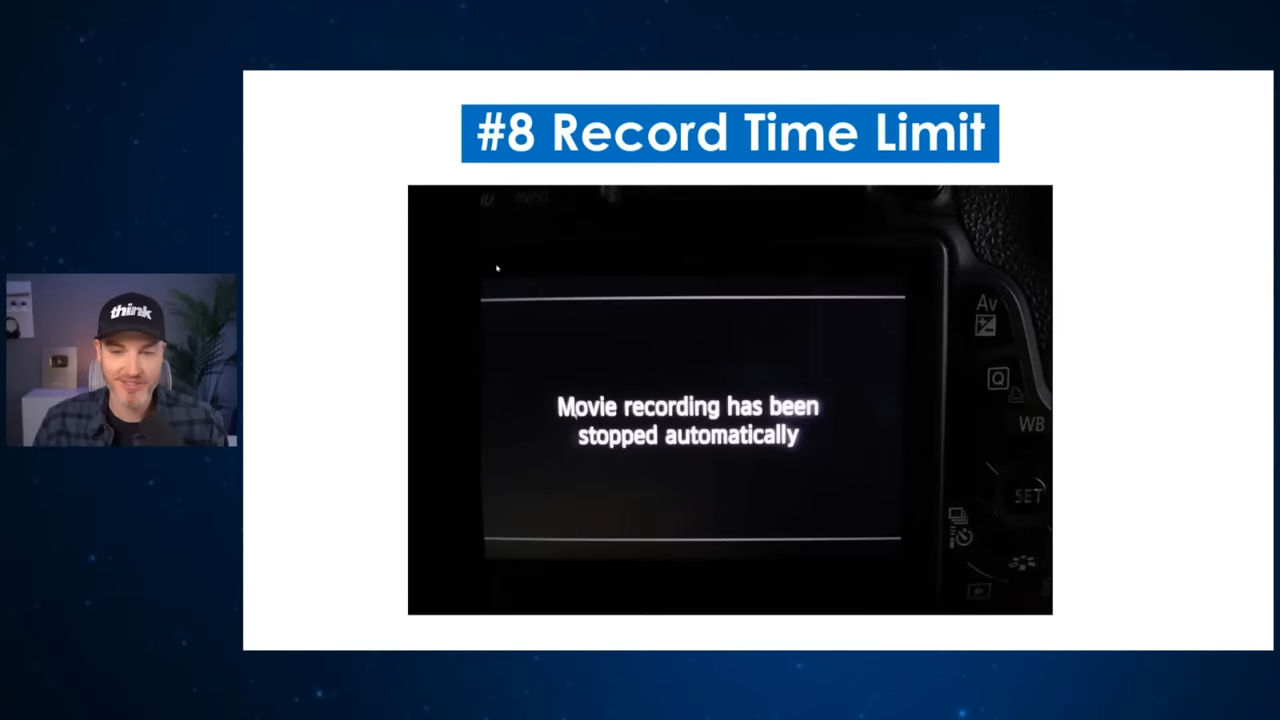 #8 Record Time Limit
think
Movie recording has been
stopped automatically
Av
Q
WB
SET